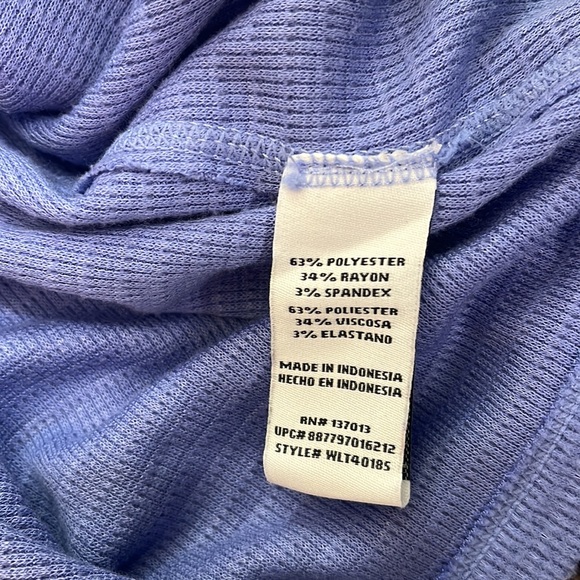 63% POLYESTER
34% RAYON
3% SPANDEX
63% POLIESTER
34% VISCOSA
3% ELASTANO
MADE IN INDONESIA
HECHO EN INDONESIA
RN# 137013
UPC# 887797016212
STYLE# WLT4018S